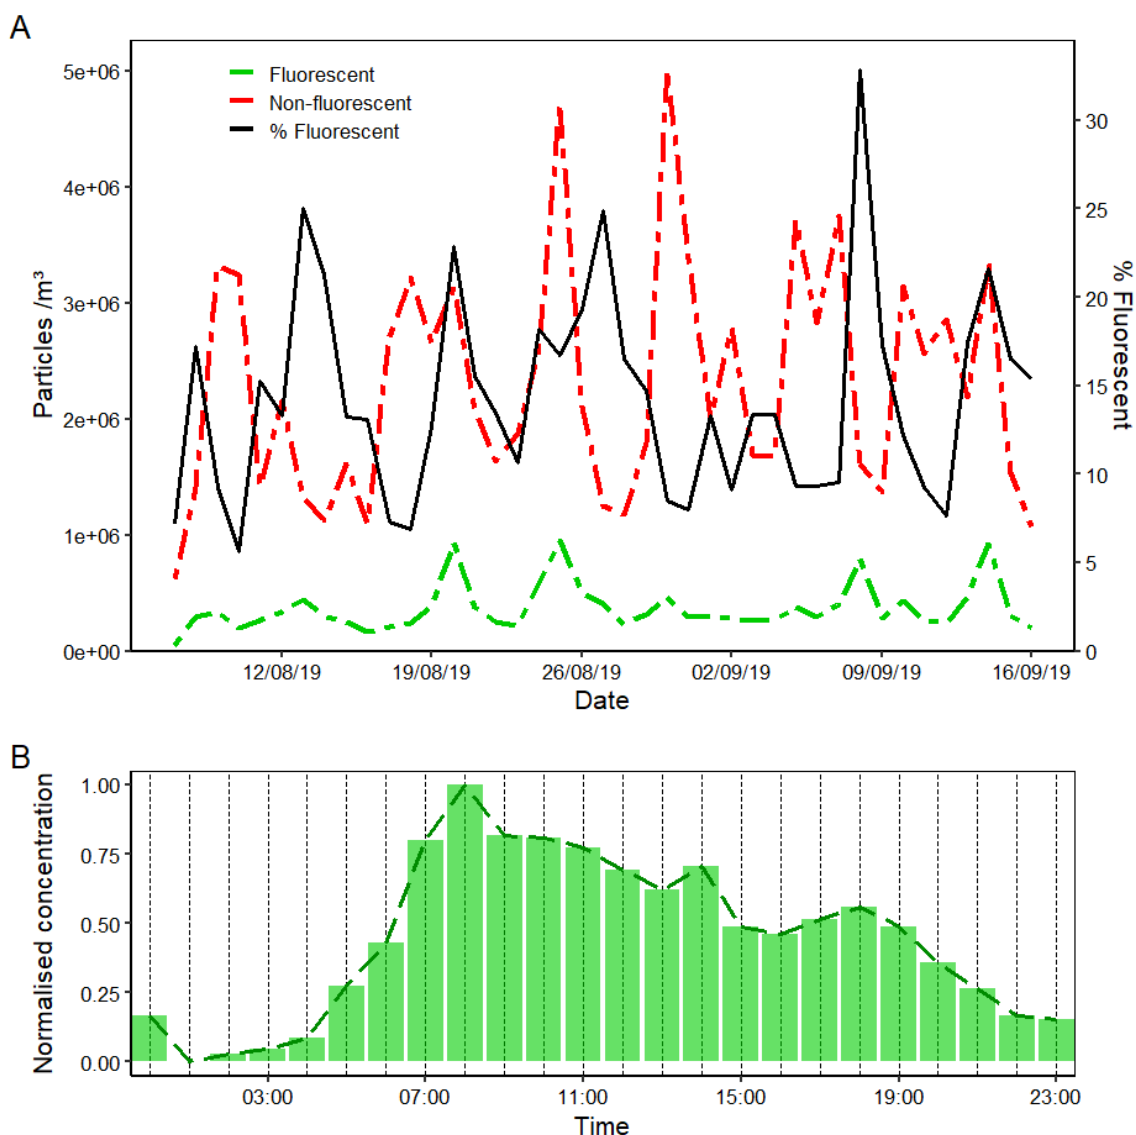 A
Fluorescent
Non-fluorescent
% Fluorescent
5e+06
4e+06
3e+06
2e+06
1e+06
0e+00
Particles /m³
30
25
20
15
10
5
0
% Fluorescent
12/08/19 19/08/19 26/08/19 02/09/19 09/09/19 16/09/19
Date
B
1.00
0.75
0.50
0.25
0.00
Normalised concentration
03:00 07:00 11:00 15:00 19:00 23:00
Time